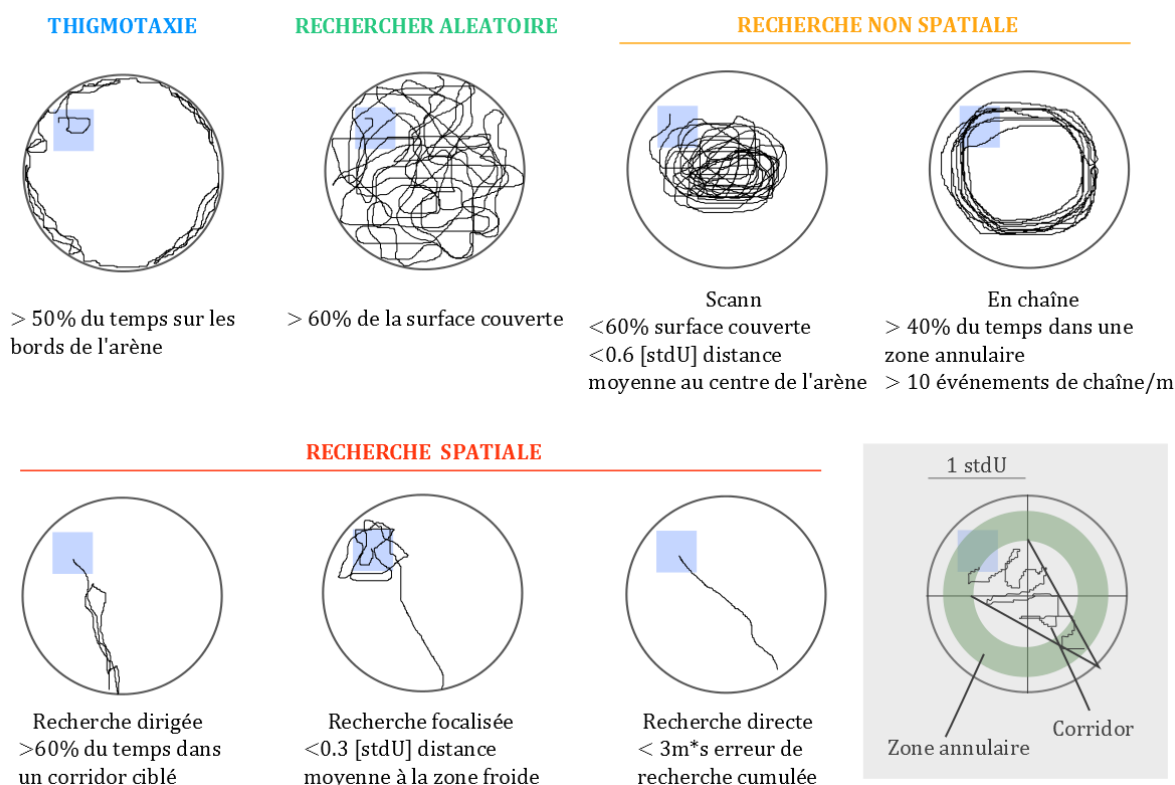 THIGMOTAXIE
RECHERCHER ALEATOIRE
RECHERCHE NON SPATIALE
> 50% du temps sur les
bords de l'arène
> 60% de la surface couverte
Scann
<60% surface couverte
<0.6 [stdU] distance
moyenne au centre de l'arène
En chaîne
> 40% du temps dans une
zone annulaire
> 10 événements de chaîne/m
RECHERCHE SPATIALE
Recherche dirigée
>60% du temps dans
un corridor ciblé
Recherche focalisée
<0.3 [stdU] distance
moyenne à la zone froide
Recherche directe
< 3m*s erreur de
recherche cumulée
1 stdU
Corridor
Zone annulaire